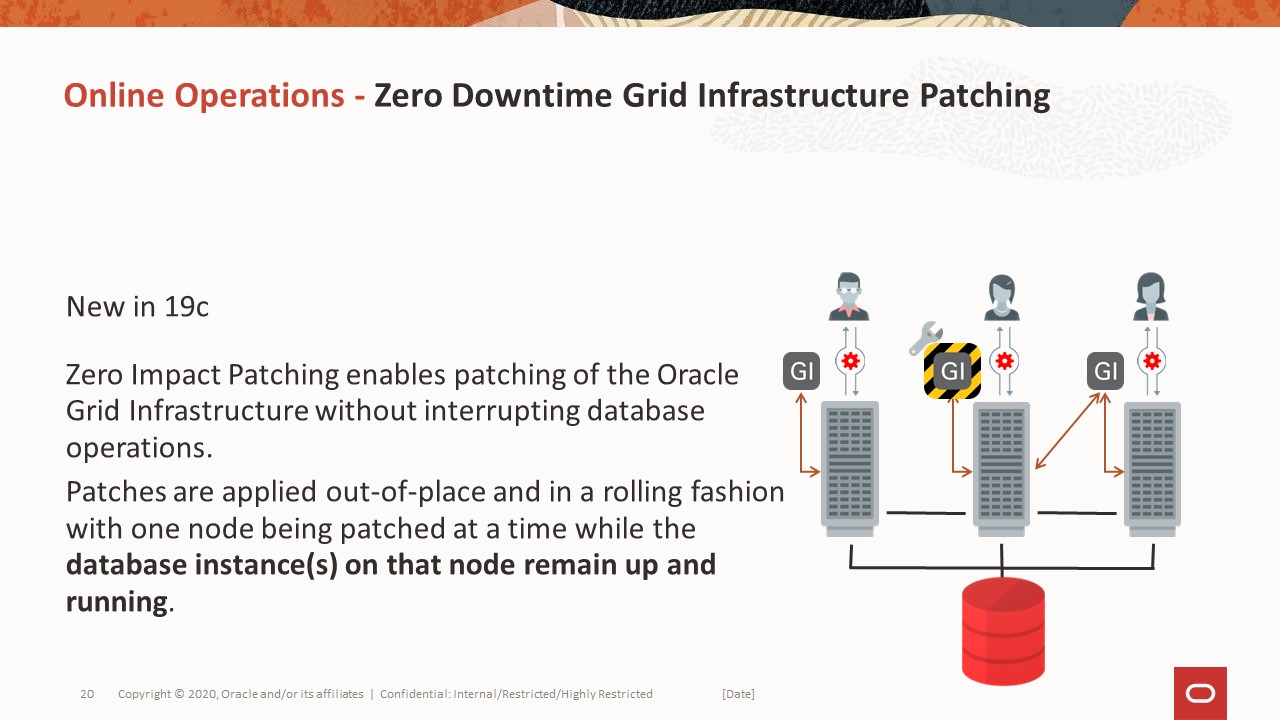 Online Operations - Zero Downtime Grid Infrastructure Patching
New in 19c
Zero Impact Patching enables patching of the Oracle
Grid Infrastructure without interrupting database
operations.
Patches are applied out-of-place and in a rolling fashion
with one node being patched at a time while the
database instance(s) on that node remain up and
running.
GI
GI
GI
20 Copyright © 2020, Oracle and/or its affiliates | Confidential: Internal/Restricted/Highly Restricted [Date]